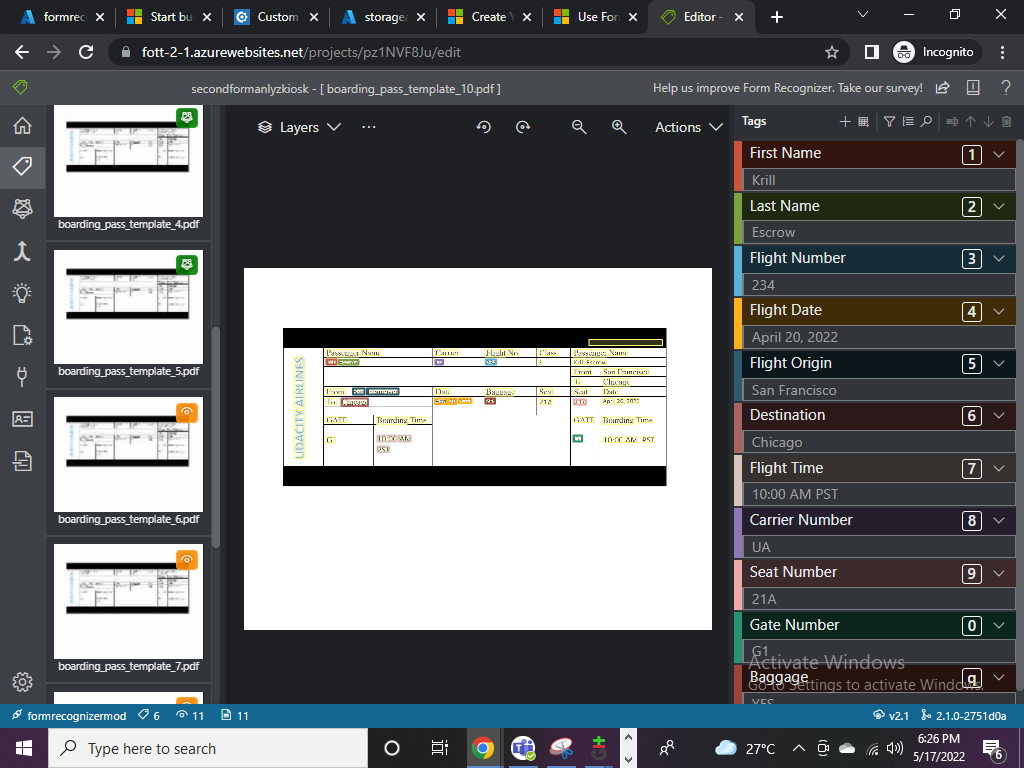 formrec
Start bu
Custom
storage
Create Y
Use For
Editor -
fott-2-1.azurewebsites.net/projects/pz1NVF8Ju/edit
Incognito
secondformanlyzkiosk - [ boarding_pass_template_10.pdf ]
Help us improve Form Recognizer. Take our survey!
Layers
Actions
Tags
boarding_pass_template_4.pdf
boarding_pass_template_5.pdf
boarding_pass_template_6.pdf
boarding_pass_template_7.pdf
UDACITY AIRLINES
Passenger Name
Carrier
Flight No.
Class
Passenger Name
Krill Escrow
From San Francisco
To Chicago
From
Date
Baggage
Seat
Seat
Date
To:
21A
April 20, 2022
GATE
Boarding Time
GATE
Boarding Time
G1
10:00 AM
PST
10:00 AM PST
First Name 1
Krill
Last Name 2
Escrow
Flight Number 3
234
Flight Date 4
April 20, 2022
Flight Origin 5
San Francisco
Destination 6
Chicago
Flight Time 7
10:00 AM PST
Carrier Number 8
UA
Seat Number 9
21A
Gate Number 0
G1
Baggage q
YES
Activate Windows
Go to Settings to activate Windows.
formrecognizermod 6 11 11
v2.1 2.1.0-2751d0a
Type here to search
27°C
6:26 PM
5/17/2022
6